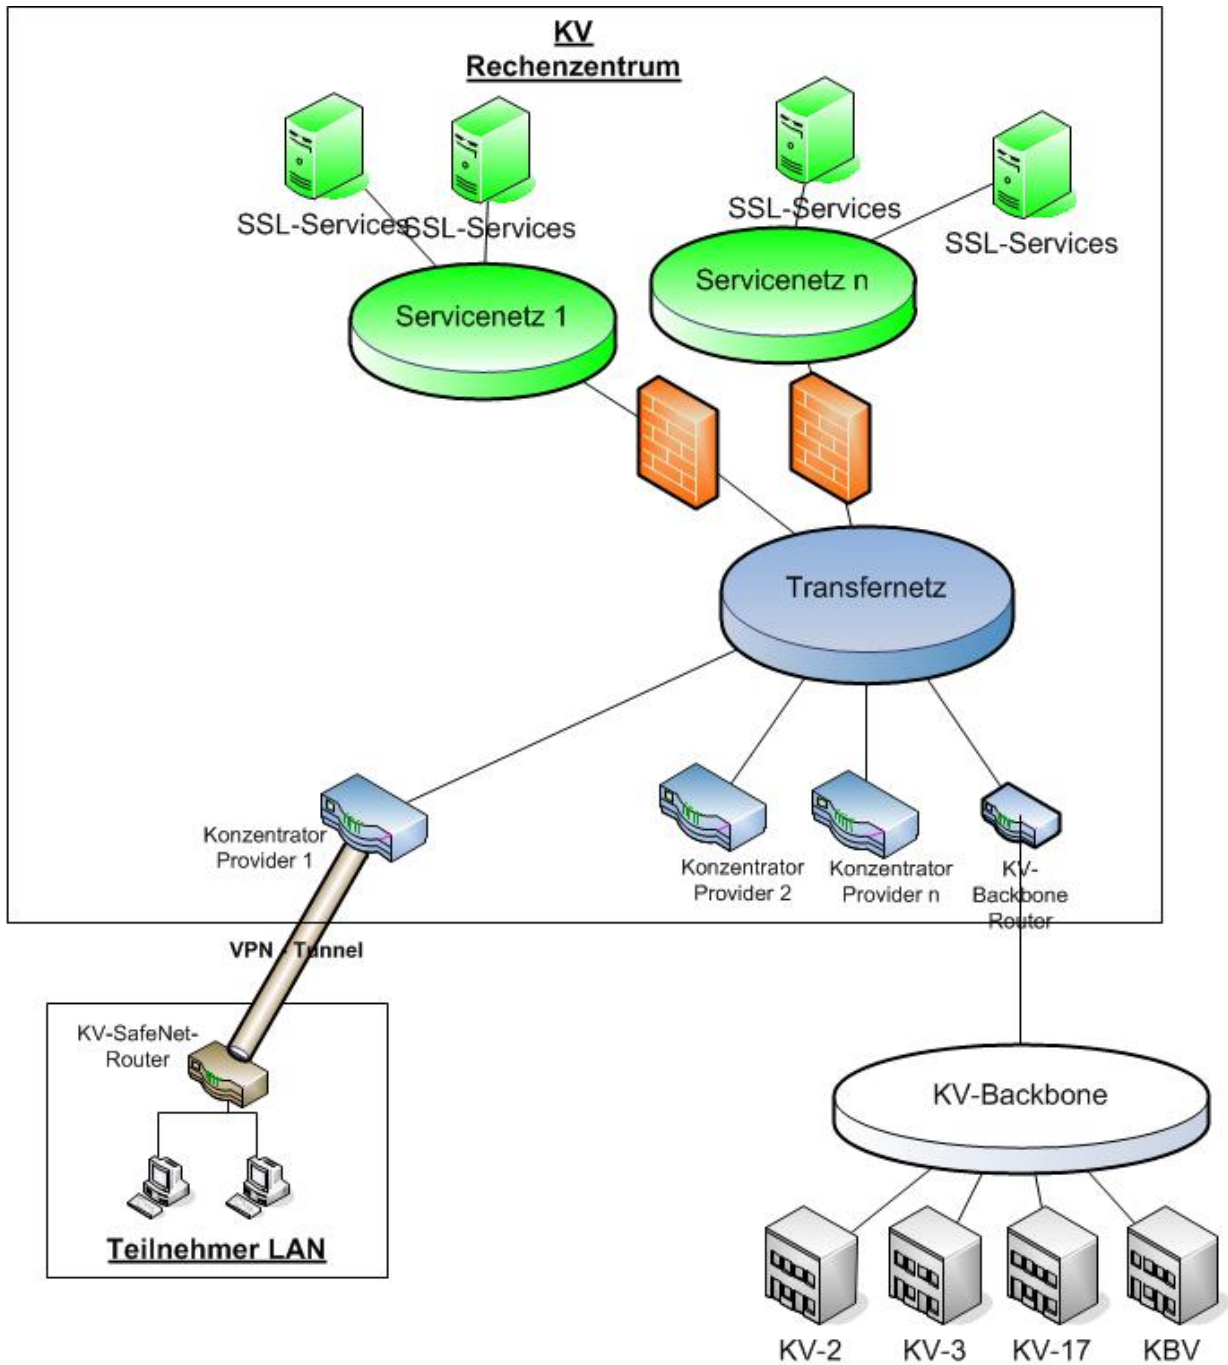 KV
Rechenzentrum
SSL-Services
SSL-Services
SSL-Services
SSL-Services
Servicenetz 1
Servicenetz n
Transfernetz
Konzentrator
Provider 1
Konzentrator
Provider 2
Konzentrator
Provider n
KV-
Backbone
Router
VPN - Tunnel
KV-SafeNet-
Router
Teilnehmer LAN
KV-Backbone
KV-2
KV-3
KV-17
KBV